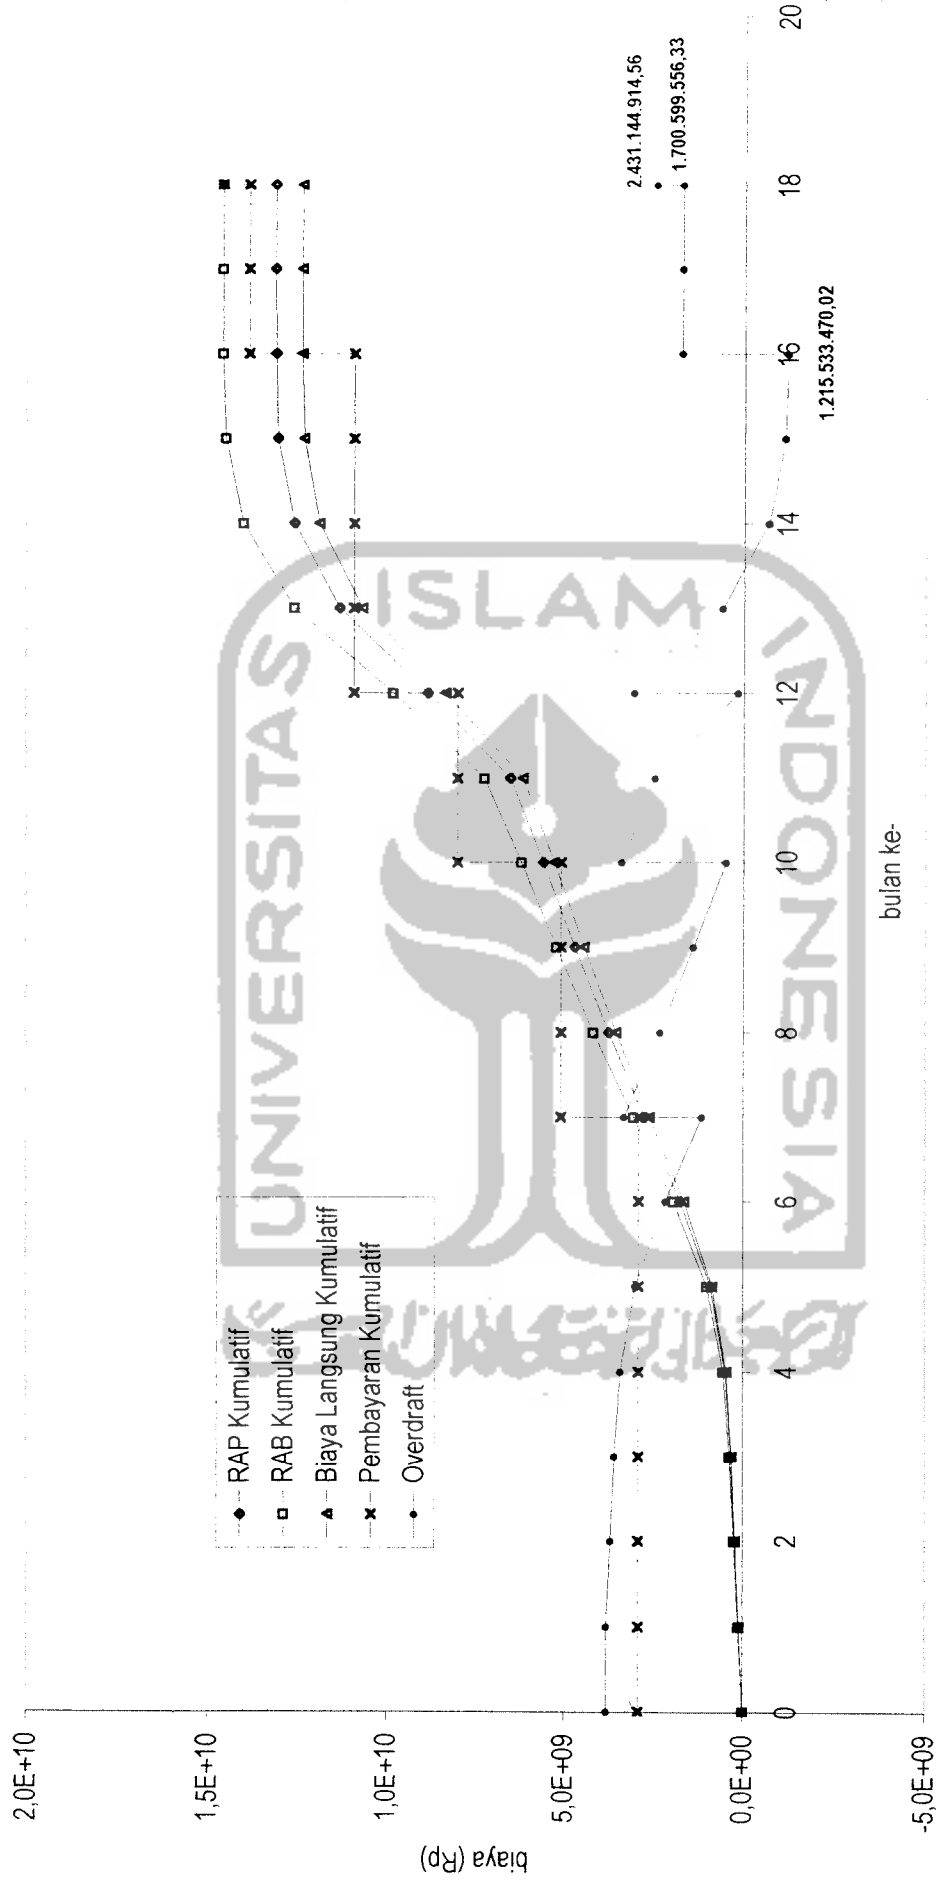 2,0E+10
1,5E+10
1,0E+10
5,0E+09
0,0E+00
-5,0E+09
biaya (Rp)
RAP Kumulatif
RAB Kumulatif
Biaya Langsung Kumulatif
Pembayaran Kumulatif
Overdraft
2.431.144.914,56
1.700.599.556,33
1.215.533.470,02
0
2
4
6
8
10
12
14
16
18
20
bulan ke-
UNIVERSITAS
ISLAM
INDONESIA